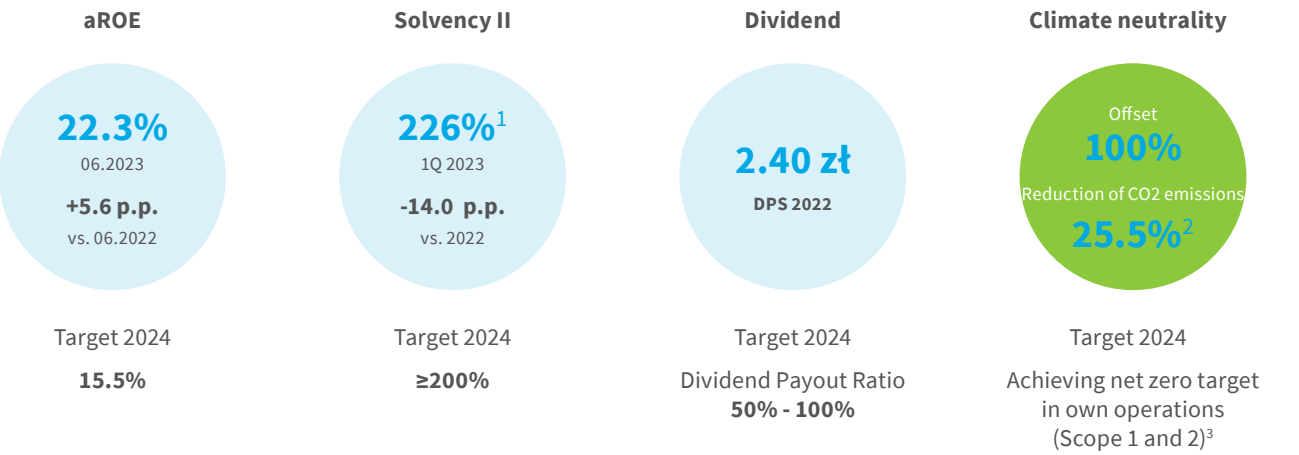 aROE
22.3%
06.2023
+5.6 p.p.
vs. 06.2022
Target 2024
15.5%
Solvency II
226%1
1Q 2023
-14.0 p.p.
vs. 2022
Target 2024
≥200%
Dividend
2.40 zł
DPS 2022
Target 2024
Dividend Payout Ratio
50% - 100%
Climate neutrality
Offset
100%
Reduction of CO2 emissions
25.5%2
Target 2024
Achieving net zero target
in own operations
(Scope 1 and 2)3